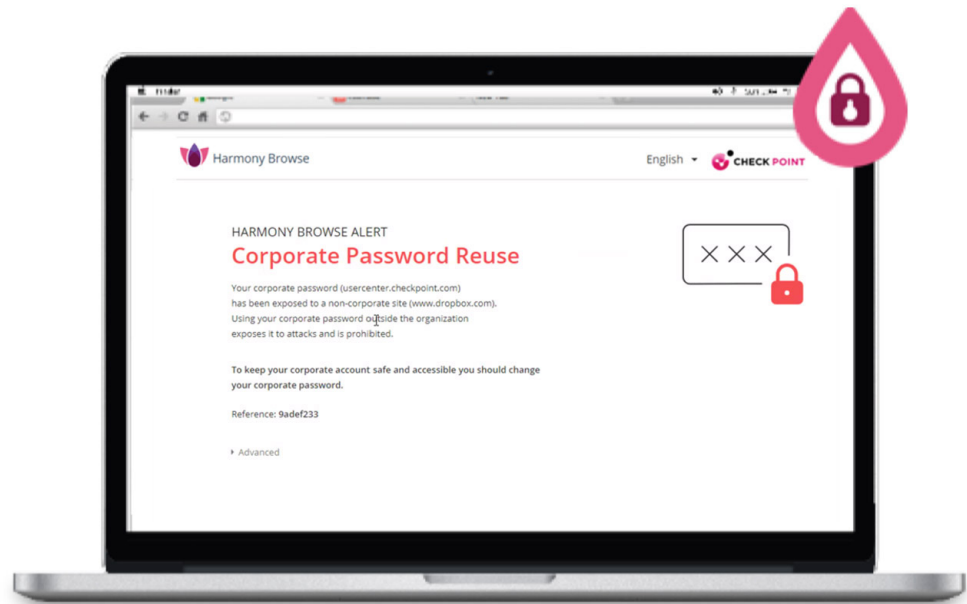 Harmony Browse
English
CHECK POINT
HARMONY BROWSE ALERT
Corporate Password Reuse
Your corporate password (usercenter.checkpoint.com)
has been exposed to a non-corporate site (www.dropbox.com).
Using your corporate password outside the organization
exposes it to attacks and is prohibited.
To keep your corporate account safe and accessible you should change
your corporate password.
Reference: 9adef233
Advanced